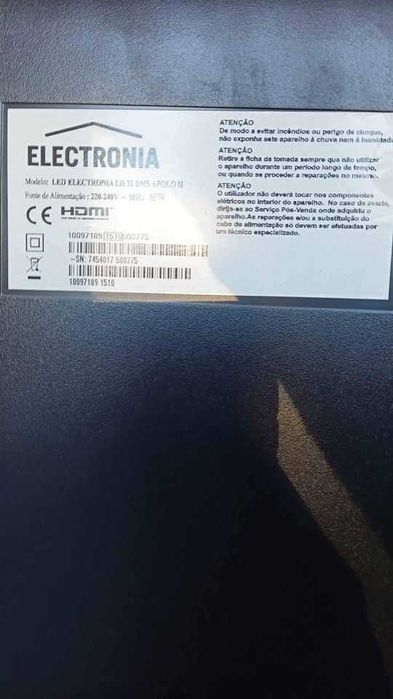 ELECTRONIA
Modelo: LED ELECTRONIA LD 32 DM5 APOLO II
Fonte de Alimentação: 220-240V ~ 50Hz 65W
CE HDMI
10097189 1510 500775
-SN: 7454017 500775
10097189 1510
ATENÇÃO
De modo a evitar incêndios ou perigo de choque,
não exponha este aparelho à chuva nem à humidade
ATENÇÃO
Retire a ficha da tomada sempre que não utilizar
o aparelho durante um período longo de tempo,
ou quando se proceder a reparações no mesmo.
ATENÇÃO
O utilizador não deverá tocar nos componentes
elétricos no interior do aparelho. No caso de avaria,
dirija-se ao Serviço Pós-Venda onde adquiriu o
aparelho.As reparações e/ou a substituição do
cabo de alimentação só devem ser efetuadas por
um técnico especializado.